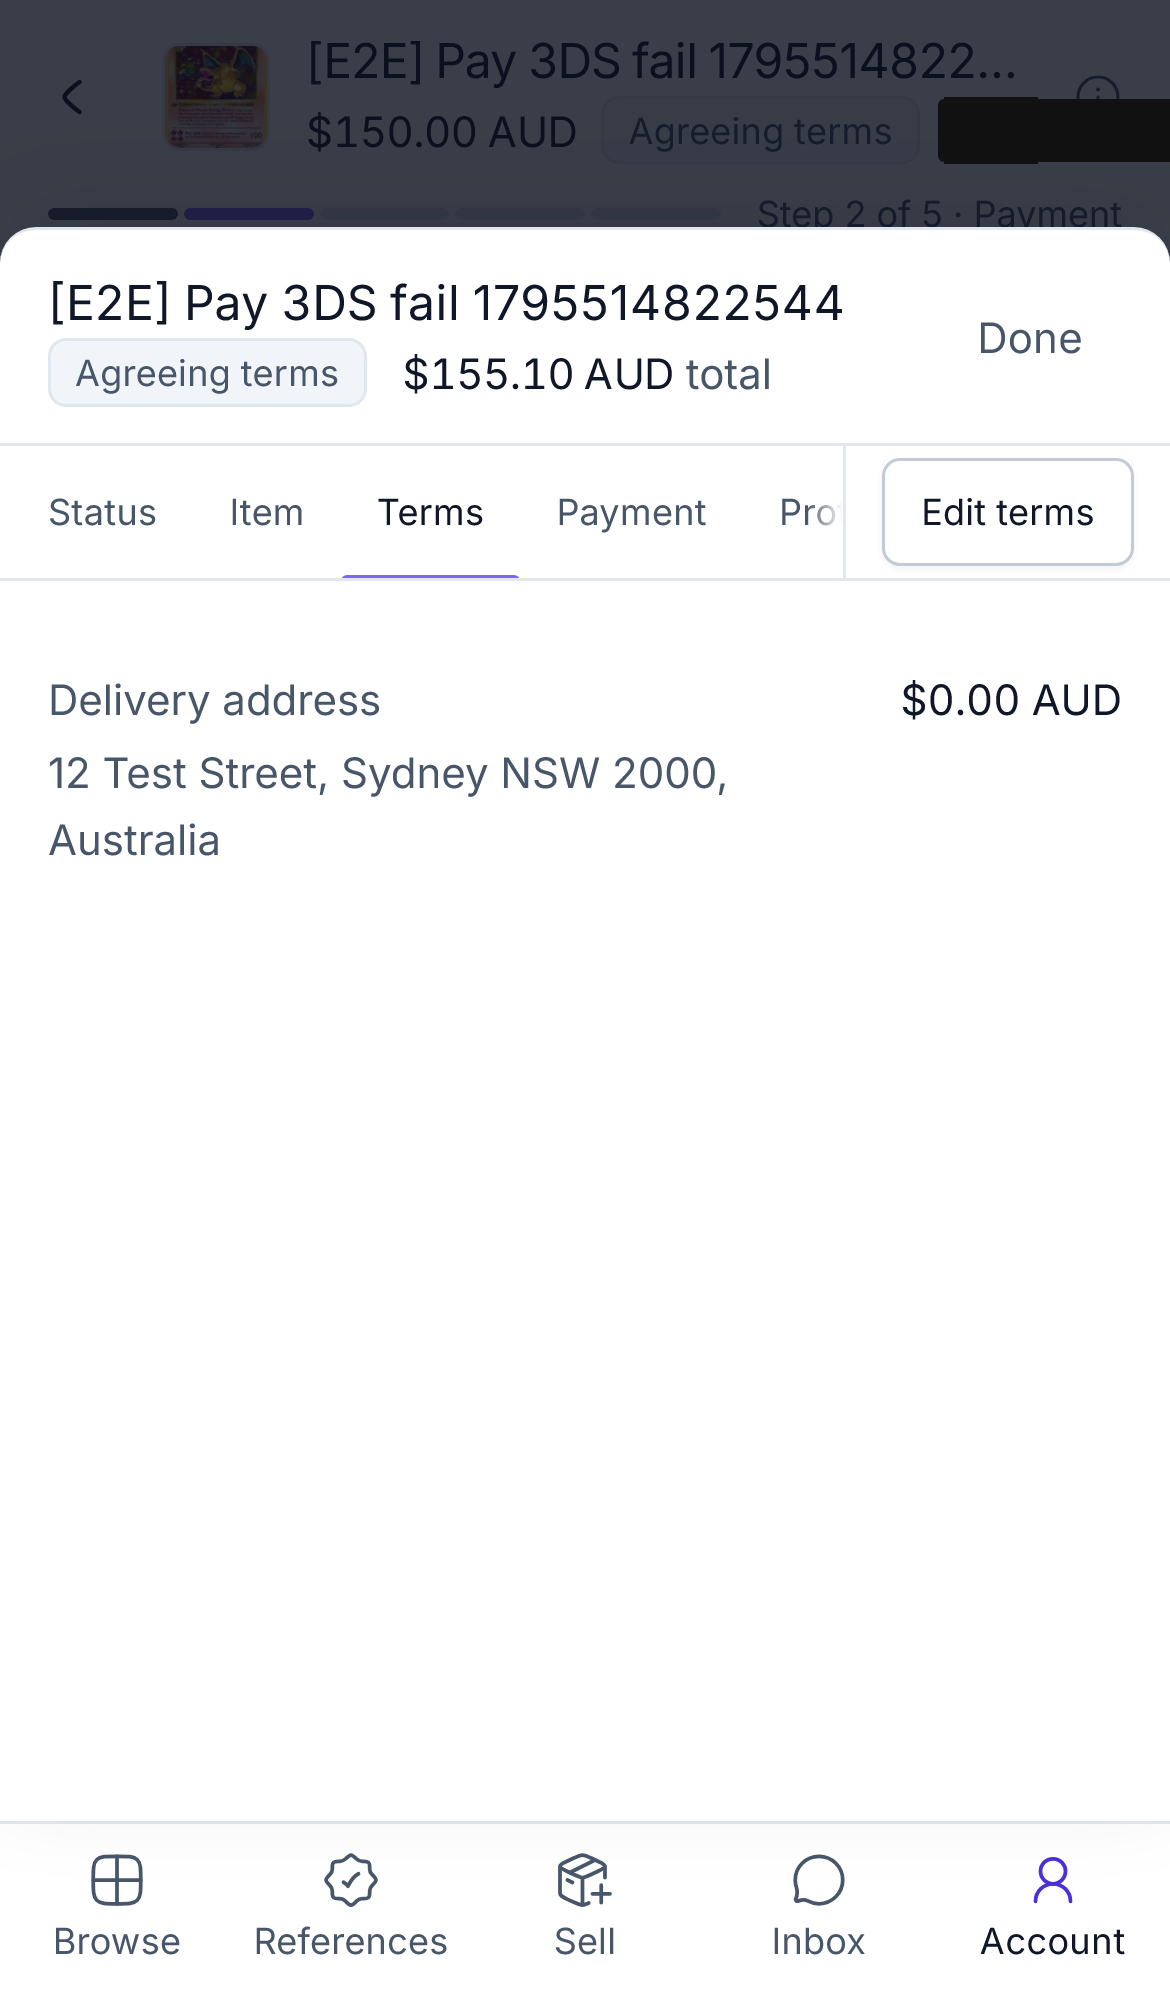 [E2E] Pay 3DS fail 1795514822...
$150.00 AUD Agreeing terms
Step 2 of 5 · Payment
[E2E] Pay 3DS fail 1795514822544
Agreeing terms $155.10 AUD total
Done
Status Item Terms Payment Pro Edit terms
Delivery address $0.00 AUD
12 Test Street, Sydney NSW 2000,
Australia
Browse References Sell Inbox Account